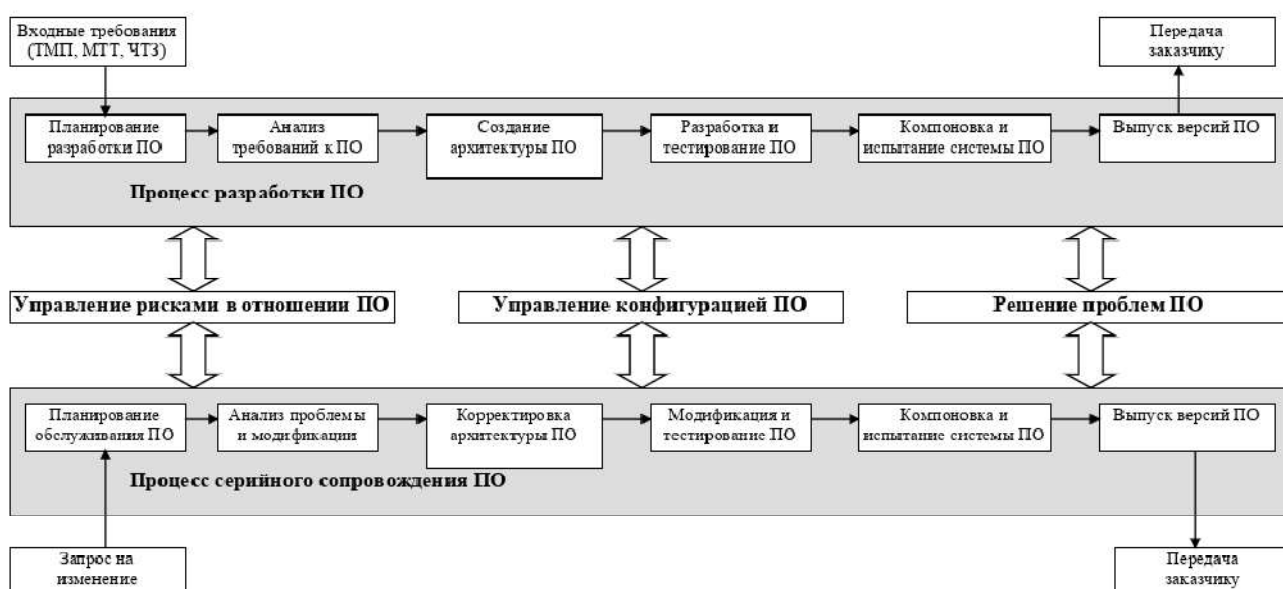 Входные требования
(ТМП, МТТ, ЧТЗ)
Передача
заказчику
Планирование
разработки ПО
Анализ
требований к ПО
Создание
архитектуры ПО
Разработка и
тестирование ПО
Компоновка и
испытание системы ПО
Выпуск версий ПО
Процесс разработки ПО
Управление рисками в отношении ПО
Управление конфигурацией ПО
Решение проблем ПО
Планирование
обслуживания ПО
Анализ проблемы
и модификации
Корректировка
архитектуры ПО
Модификация и
тестирование ПО
Компоновка и
испытание системы ПО
Выпуск версий ПО
Процесс серийного сопровождения ПО
Запрос на
изменение
Передача
заказчику